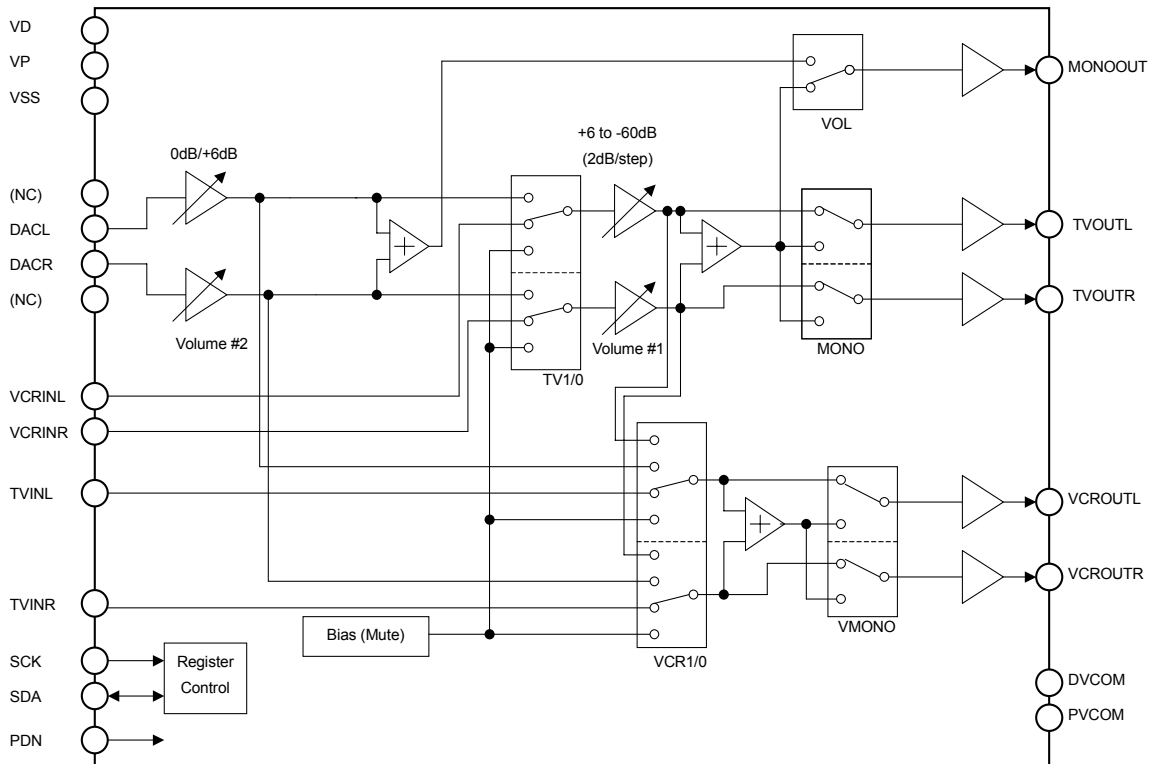 VD
VP
VSS
(NC)
DACL
DACR
(NC)
VCRINL
VCRINR
TVINL
TVINR
SCK
SDA
PDN
0dB/+6dB
Volume #2
+6 to -60dB
(2dB/step)
Volume #1
TV1/0
VOL
MONO
VCR1/0
VMONO
Bias (Mute)
Register
Control
MONOOUT
TVOUTL
TVOUTR
VCROUTL
VCROUTR
DVCOM
PVCOM
+
+
+